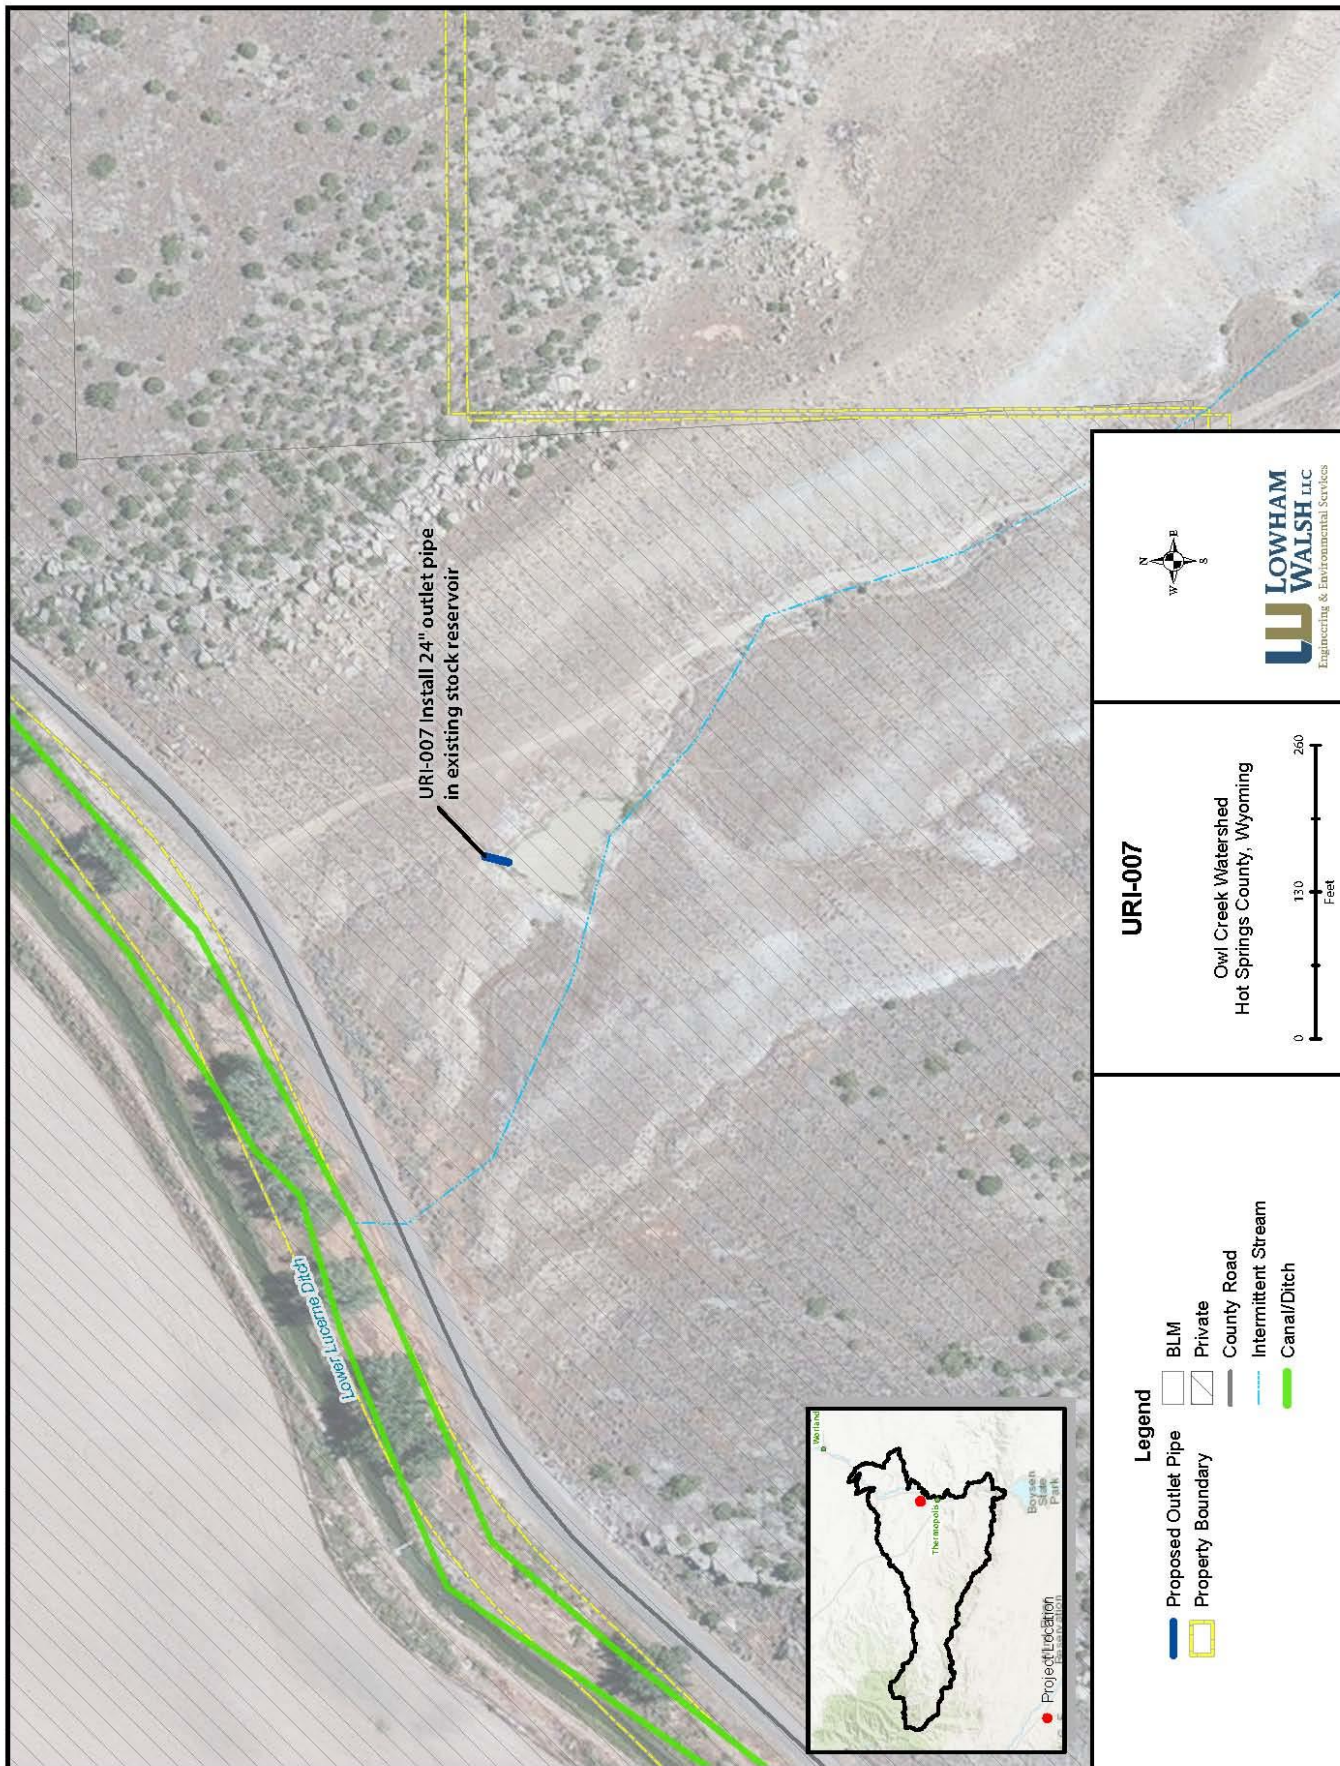 Lower Lucerne Ditch
URI-007 Install 24" outlet pipe
in existing stock reservoir
Worland
Thermopolis
Boysen
State
Park
Project Location
Legend
Proposed Outlet Pipe
Property Boundary
BLM
Private
County Road
Intermittent Stream
Canal/Ditch
URI-007
Owl Creek Watershed
Hot Springs County, Wyoming
0 130 260
Feet
N
W E
S
LOWHAM
WALSH LLC
Engineering & Environmental Services